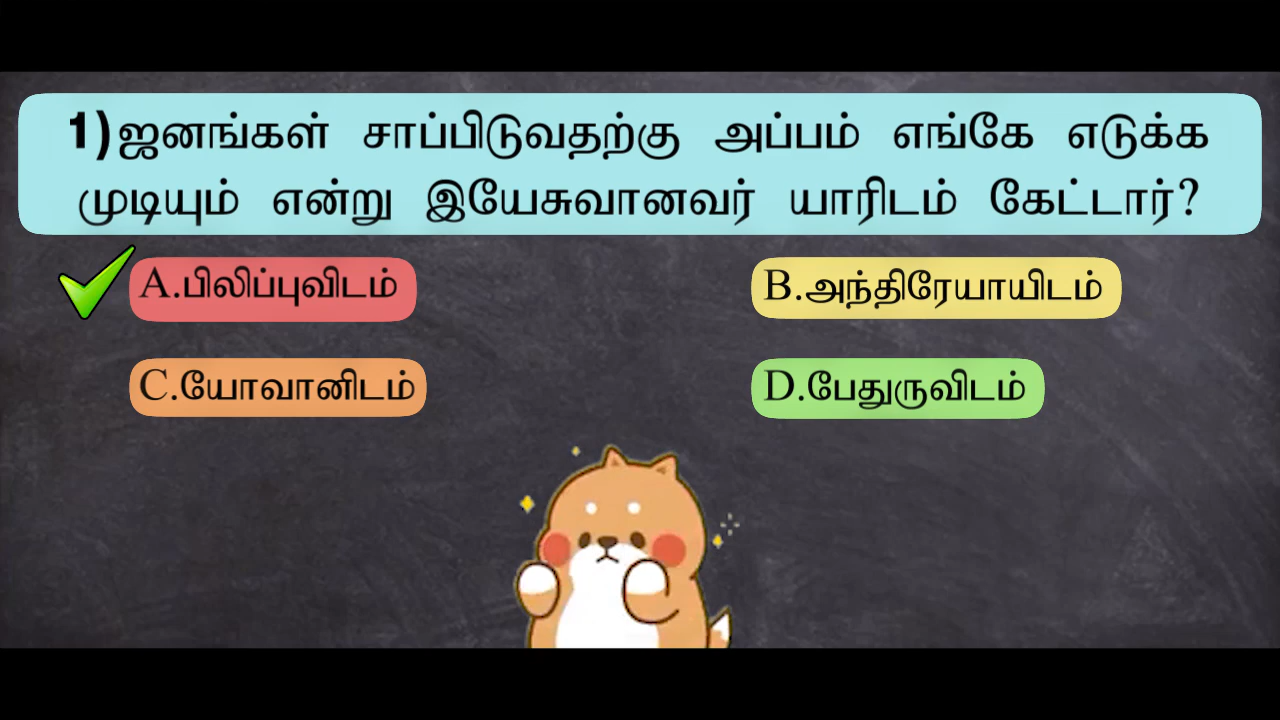 1)ஜனங்கள் சாப்பிடுவதற்கு அப்பம் எங்கே எடுக்க
முடியும் என்று இயேசுவானவர் யாரிடம் கேட்டார்?
A.பிலிப்புவிடம்
B.அந்திரேயாயிடம்
C.யோவானிடம்
D.பேதுருவிடம்